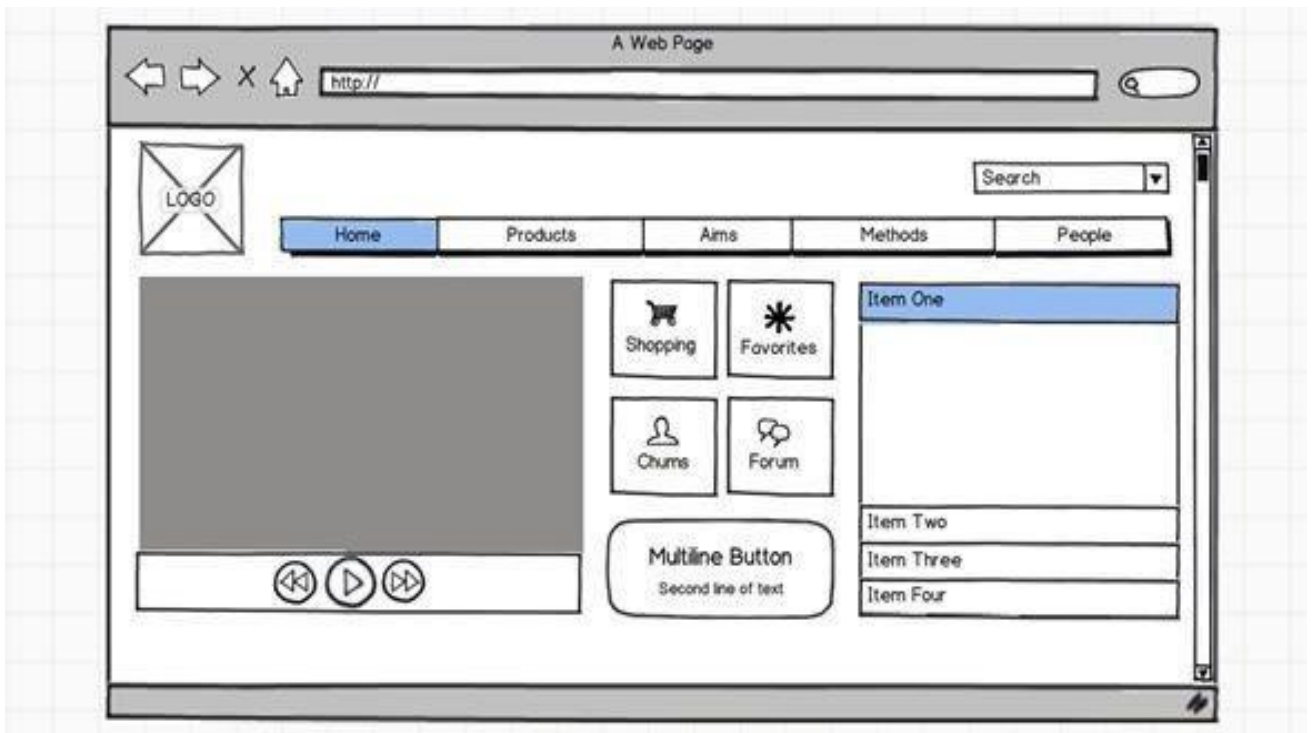 A Web Page
http://
LOGO
Search
Home Products Aims Methods People
Shopping Favorites
Chums Forum
Multiline Button
Second line of text
Item One
Item Two
Item Three
Item Four